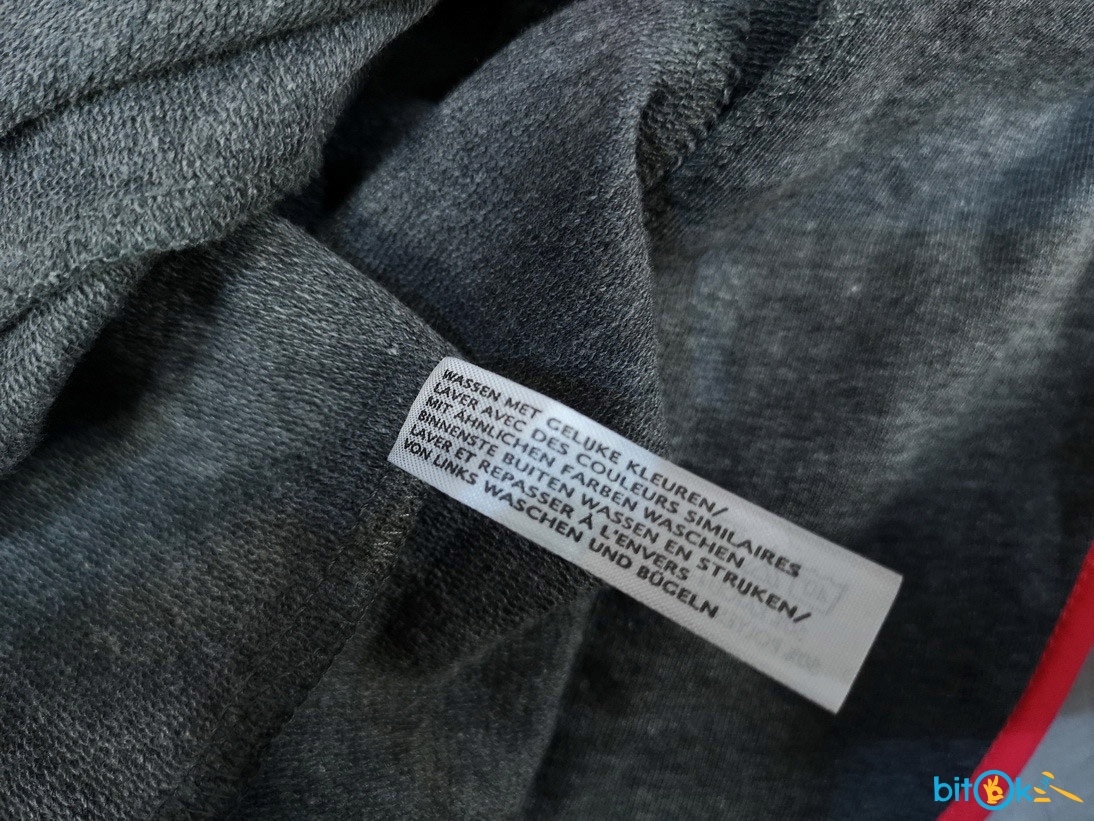 WASSEN MET GELIJKE KLEUREN/
LAVER AVEC DES COULEURS SIMILAIRES
MIT ÄHNLICHEN FARBEN WASCHEN
BINNENSTE BUITEN WASSEN EN STRIJKEN/
LAVER ET REPASSER À L'ENVERS
VON LINKS WASCHEN UND BÜGELN
bitOk